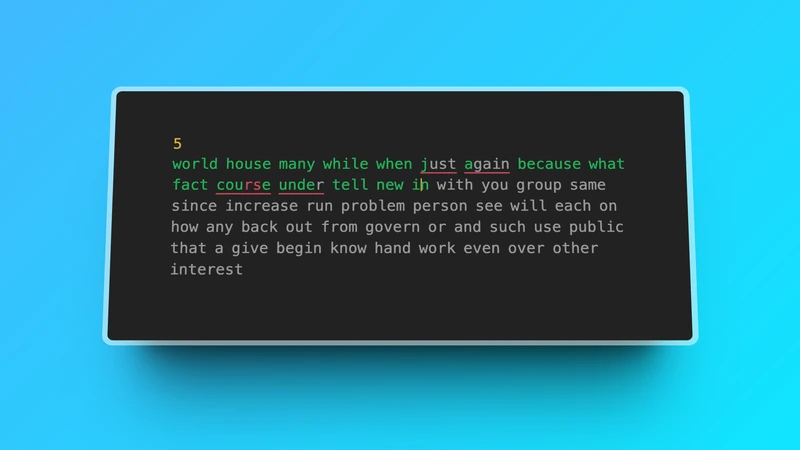 5
world house many while when just again because what
fact course under tell new in with you group same
since increase run problem person see will each on
how any back out from govern or and such use public
that a give begin know hand work even over other
interest